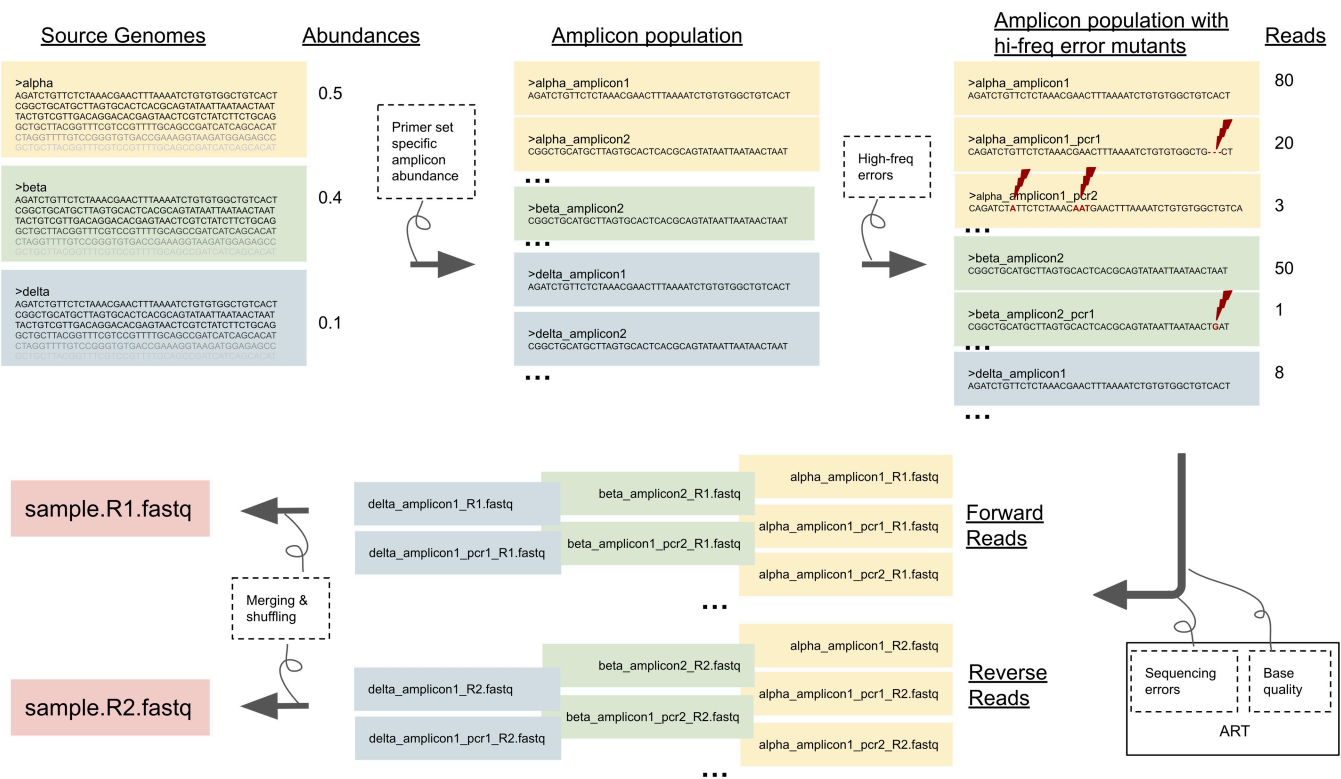 Source Genomes
Abundances
>alpha
AGATCTGTTCTCTAAACGAACTTTAAAATCTGTGTGGCTGTCACT
CGGCTGCATGCTTAGTGCACTCACGCAGTATAATTAATAACTAAT
TACTGTCGTTGACAGGACACGAGTAACTCGTCTATCTTCTGCAG
GCTGCTTACGGTTTCGTCCGTTTTGCAGCCGATCATCAGCACAT
CTAGGTTTTGTCCGGGTGTGACCGAAAGGTAAGATGGAGAGCC
GCTGCTTACGGTTTCGTCCGTTTTGCAGCCGATCATCAGCACAT
0.5
>beta
AGATCTGTTCTCTAAACGAACTTTAAAATCTGTGTGGCTGTCACT
CGGCTGCATGCTTAGTGCACTCACGCAGTATAATTAATAACTAAT
TACTGTCGTTGACAGGACACGAGTAACTCGTCTATCTTCTGCAG
GCTGCTTACGGTTTCGTCCGTTTTGCAGCCGATCATCAGCACAT
CTAGGTTTTGTCCGGGTGTGACCGAAAGGTAAGATGGAGAGCC
GCTGCTTACGGTTTCGTCCGTTTTGCAGCCGATCATCAGCACAT
0.4
>delta
AGATCTGTTCTCTAAACGAACTTTAAAATCTGTGTGGCTGTCACT
CGGCTGCATGCTTAGTGCACTCACGCAGTATAATTAATAACTAAT
TACTGTCGTTGACAGGACACGAGTAACTCGTCTATCTTCTGCAG
GCTGCTTACGGTTTCGTCCGTTTTGCAGCCGATCATCAGCACAT
CTAGGTTTTGTCCGGGTGTGACCGAAAGGTAAGATGGAGAGCC
GCTGCTTACGGTTTCGTCCGTTTTGCAGCCGATCATCAGCACAT
0.1
Primer set
specific
amplicon
abundance
Amplicon population
>alpha_amplicon1
AGATCTGTTCTCTAAACGAACTTTAAAATCTGTGTGGCTGTCACT
>alpha_amplicon2
CGGCTGCATGCTTAGTGCACTCACGCAGTATAATTAATAACTAAT
...
>beta_amplicon2
CGGCTGCATGCTTAGTGCACTCACGCAGTATAATTAATAACTAAT
...
>delta_amplicon1
AGATCTGTTCTCTAAACGAACTTTAAAATCTGTGTGGCTGTCACT
>delta_amplicon2
CGGCTGCATGCTTAGTGCACTCACGCAGTATAATTAATAACTAAT
...
High-freq
errors
Amplicon population with
hi-freq error mutants
Reads
>alpha_amplicon1
AGATCTGTTCTCTAAACGAACTTTAAAATCTGTGTGGCTGTCACT
80
>alpha_amplicon1_pcr1
CAGATCTGTTCTCTAAACGAACTTTAAAATCTGTGTGGCTG---CT
20
>alpha_amplicon1_pcr2
CAGATCTATTCTCTAAACAATGAACTTTAAAATCTGTGTGGCTGTCA
3
...
>beta_amplicon2
CGGCTGCATGCTTAGTGCACTCACGCAGTATAATTAATAACTAAT
50
>beta_amplicon2_pcr1
CGGCTGCATGCTTAGTGCACTCACGCAGTATAATTAATAACTGAT
1
...
>delta_amplicon1
AGATCTGTTCTCTAAACGAACTTTAAAATCTGTGTGGCTGTCACT
8
...
Sequencing
errors
Base
quality
ART
Forward
Reads
alpha_amplicon1_R1.fastq
alpha_amplicon1_pcr1_R1.fastq
alpha_amplicon1_pcr2_R1.fastq
beta_amplicon2_R1.fastq
beta_amplicon1_pcr2_R1.fastq
delta_amplicon1_R1.fastq
delta_amplicon1_pcr1_R1.fastq
...
Reverse
Reads
alpha_amplicon1_R2.fastq
alpha_amplicon1_pcr1_R2.fastq
alpha_amplicon1_pcr2_R2.fastq
beta_amplicon2_R2.fastq
beta_amplicon1_pcr2_R2.fastq
delta_amplicon1_R2.fastq
delta_amplicon1_pcr1_R2.fastq
...
Merging &
shuffling
sample.R1.fastq
sample.R2.fastq